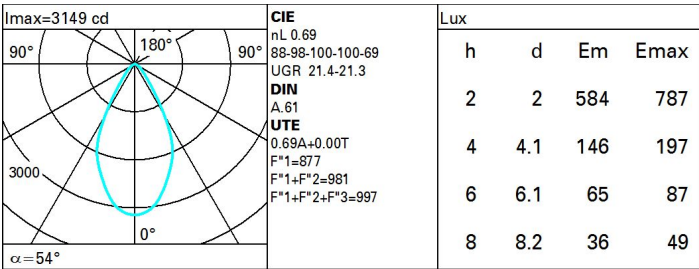 Imax=3149 cd
90°
180°
90°
3000
0°
α=54°
CIE
nL 0.69
88-98-100-100-69
UGR 21.4-21.3
DIN
A.61
UTE
0.69A+0.00T
F"1=877
F"1+F"2=981
F"1+F"2+F"3=997
Lux
h d Em Emax
2 2 584 787
4 4.1 146 197
6 6.1 65 87
8 8.2 36 49